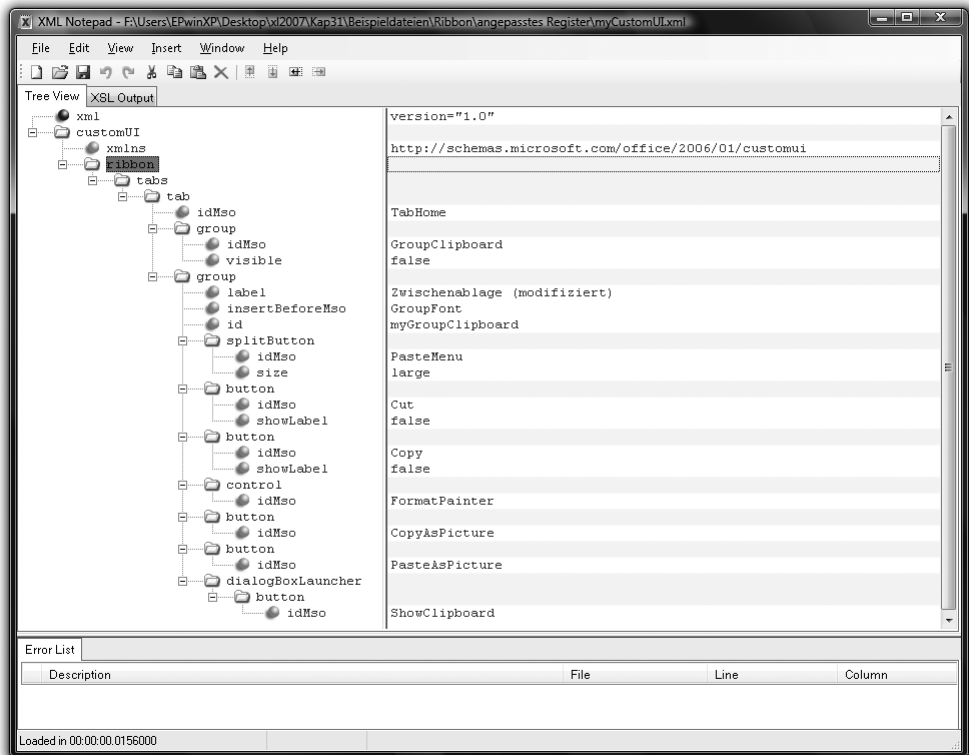 XML Notepad - F:\Users\EPwinXP\Desktop\xl2007\Kap31\Beispieldateien\Ribbon\angepasstes Register\myCustomUI.xml
File Edit View Insert Window Help
Tree View XSL Output
xml version="1.0"
customUI
xmlns http://schemas.microsoft.com/office/2006/01/customui
ribbon
tabs
tab
idMso TabHome
group
idMso GroupClipboard
visible false
group
label Zwischenablage (modifiziert)
insertBeforeMso GroupFont
id myGroupClipboard
splitButton
idMso PasteMenu
size large
button
idMso Cut
showLabel false
button
idMso Copy
showLabel false
control
idMso FormatPainter
button
idMso CopyAsPicture
button
idMso PasteAsPicture
dialogBoxLauncher
button
idMso ShowClipboard
Error List
Description File Line Column
Loaded in 00:00:00.0156000